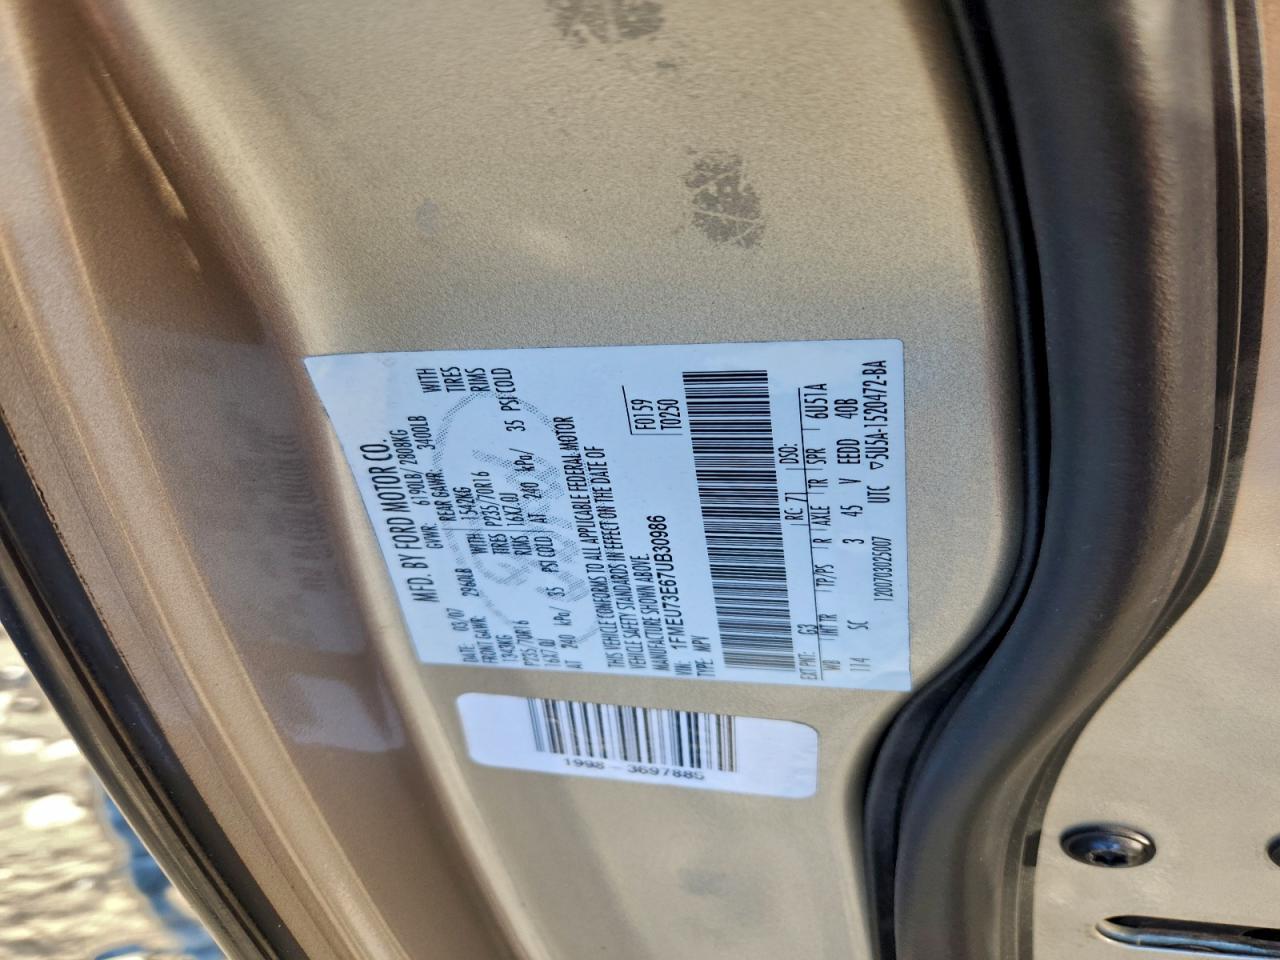 MFD. BY FORD MOTOR CO.
DATE: 03/07 GVWR: 6190LB/ 2808KG
FRONT GAWR: 2940LB REAR GAWR: 3400LB
1343KG WITH 1542KG WITH
P235/70R16 TIRES P235/70R16 TIRES
16X7.0J RIMS 16X7.0J RIMS
AT 240 kPa/ 35 PSI COLD AT 240 kPa/ 35 PSI COLD
THIS VEHICLE CONFORMS TO ALL APPLICABLE FEDERAL MOTOR
VEHICLE SAFETY STANDARDS IN EFFECT ON THE DATE OF
MANUFACTURE SHOWN ABOVE.
VIN: 1FMEU73E67UB30986
TYPE: MPV
F0159
T0250
EXT PNT: G3 RC: 71 DSO:
WB INT TR TP/PS R AXLE TR SPR 6U51A
114 SC 3 45 V EEDD 40B
1200703025007 UTC ▽5U5A-1520472-BA
1998 - 3697885